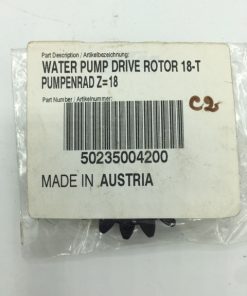 Part Description / Artikelbezeichnung:
WATER PUMP DRIVE ROTOR 18-T
PUMPENRAD Z=18
Part Number / Artikelnummer:
C2
50235004200
MADE IN AUSTRIA